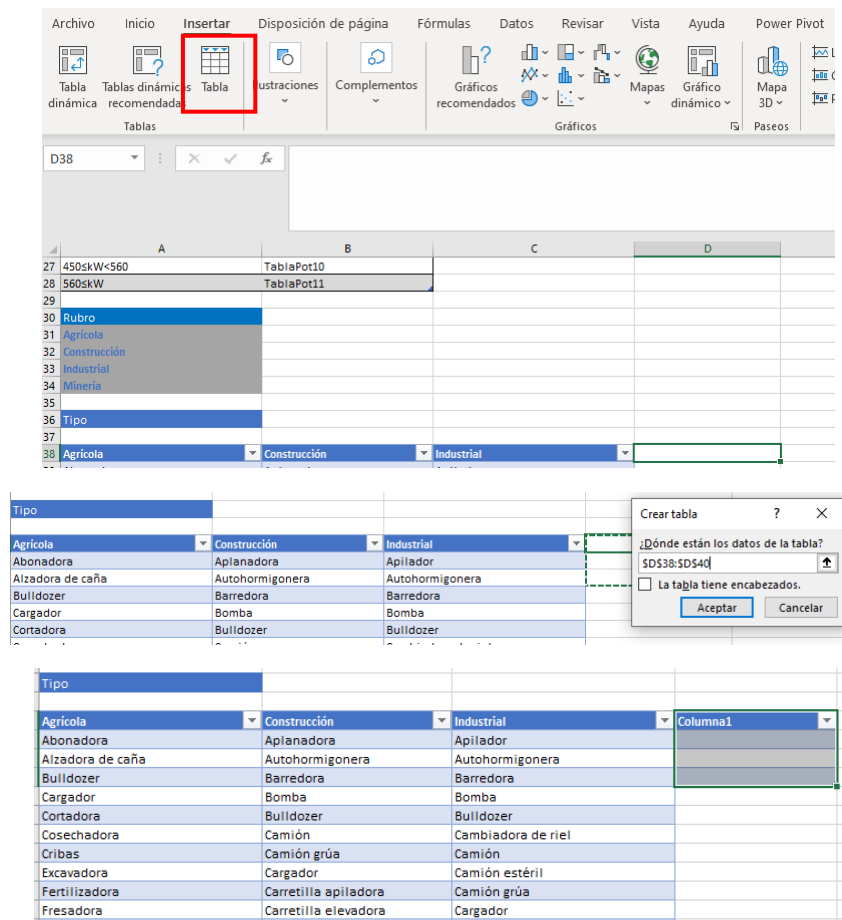 Archivo Inicio Insertar Disposición de página Fórmulas Datos Revisar Vista Ayuda Power Pivot
Tabla dinámica
Tablas dinámicas recomendadas
Tabla
Ilustraciones
Complementos
Gráficos recomendados
Mapas
Gráfico dinámico
Mapa 3D
Tablas Gráficos Paseos
D38 fx
A B C D
27 450≤kW<560 TablaPot10
28 560≤kW TablaPot11
29
30 Rubro
31 Agrícola
32 Construcción
33 Industrial
34 Minería
35
36 Tipo
37
38 Agrícola Construcción Industrial
Tipo
Agrícola Construcción Industrial
Abonadora Aplanadora Apilador
Alzadora de caña Autohormigonera Autohormigonera
Bulldozer Barredora Barredora
Cargador Bomba Bomba
Cortadora Bulldozer Bulldozer
Crear tabla ? X
¿Dónde están los datos de la tabla?
$D$38:$D$40
La tabla tiene encabezados.
Aceptar Cancelar
Tipo
Agrícola Construcción Industrial Columna1
Abonadora Aplanadora Apilador
Alzadora de caña Autohormigonera Autohormigonera
Bulldozer Barredora Barredora
Cargador Bomba Bomba
Cortadora Bulldozer Bulldozer
Cosechadora Camión Cambiadora de riel
Cribas Camión grúa Camión
Excavadora Cargador Camión estéril
Fertilizadora Carretilla apiladora Camión grúa
Fresadora Carretilla elevadora Cargador